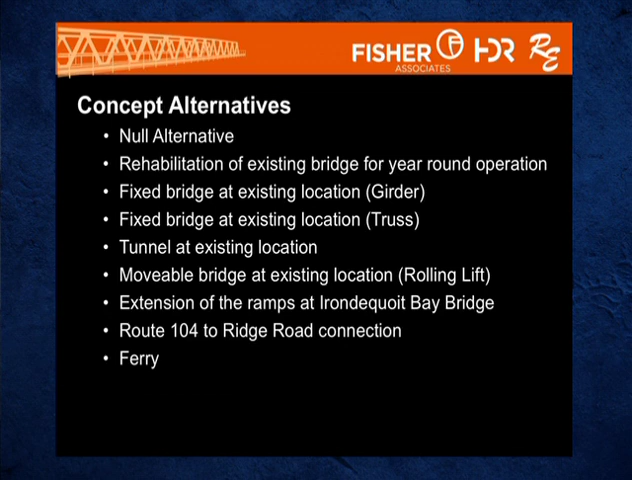 FISHER
ASSOCIATES
HDR
RE
Concept Alternatives
• Null Alternative
• Rehabilitation of existing bridge for year round operation
• Fixed bridge at existing location (Girder)
• Fixed bridge at existing location (Truss)
• Tunnel at existing location
• Moveable bridge at existing location (Rolling Lift)
• Extension of the ramps at Irondequoit Bay Bridge
• Route 104 to Ridge Road connection
• Ferry